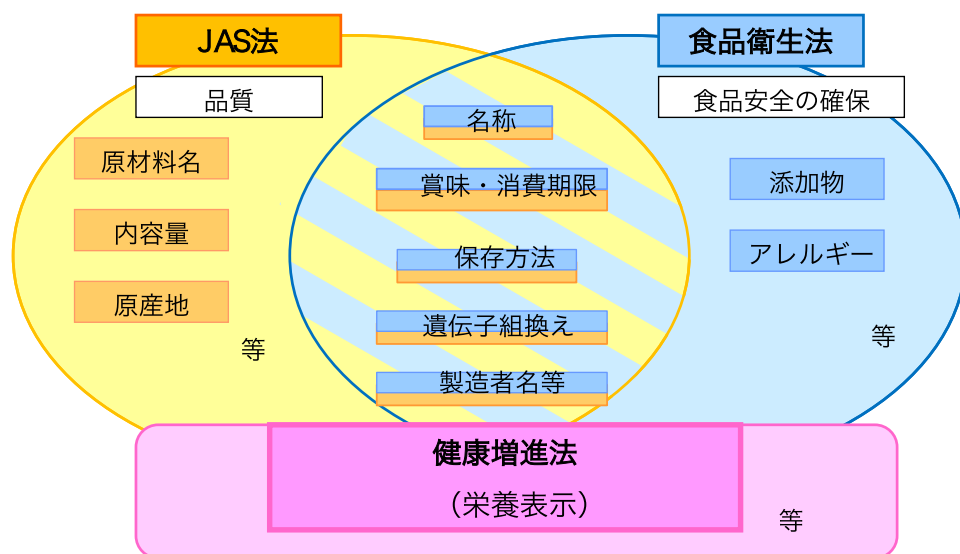 JAS法
食品衛生法
品質
食品安全の確保
原材料名
内容量
原産地
等
名称
賞味・消費期限
保存方法
遺伝子組換え
製造者名等
添加物
アレルギー
等
健康増進法
（栄養表示）
等